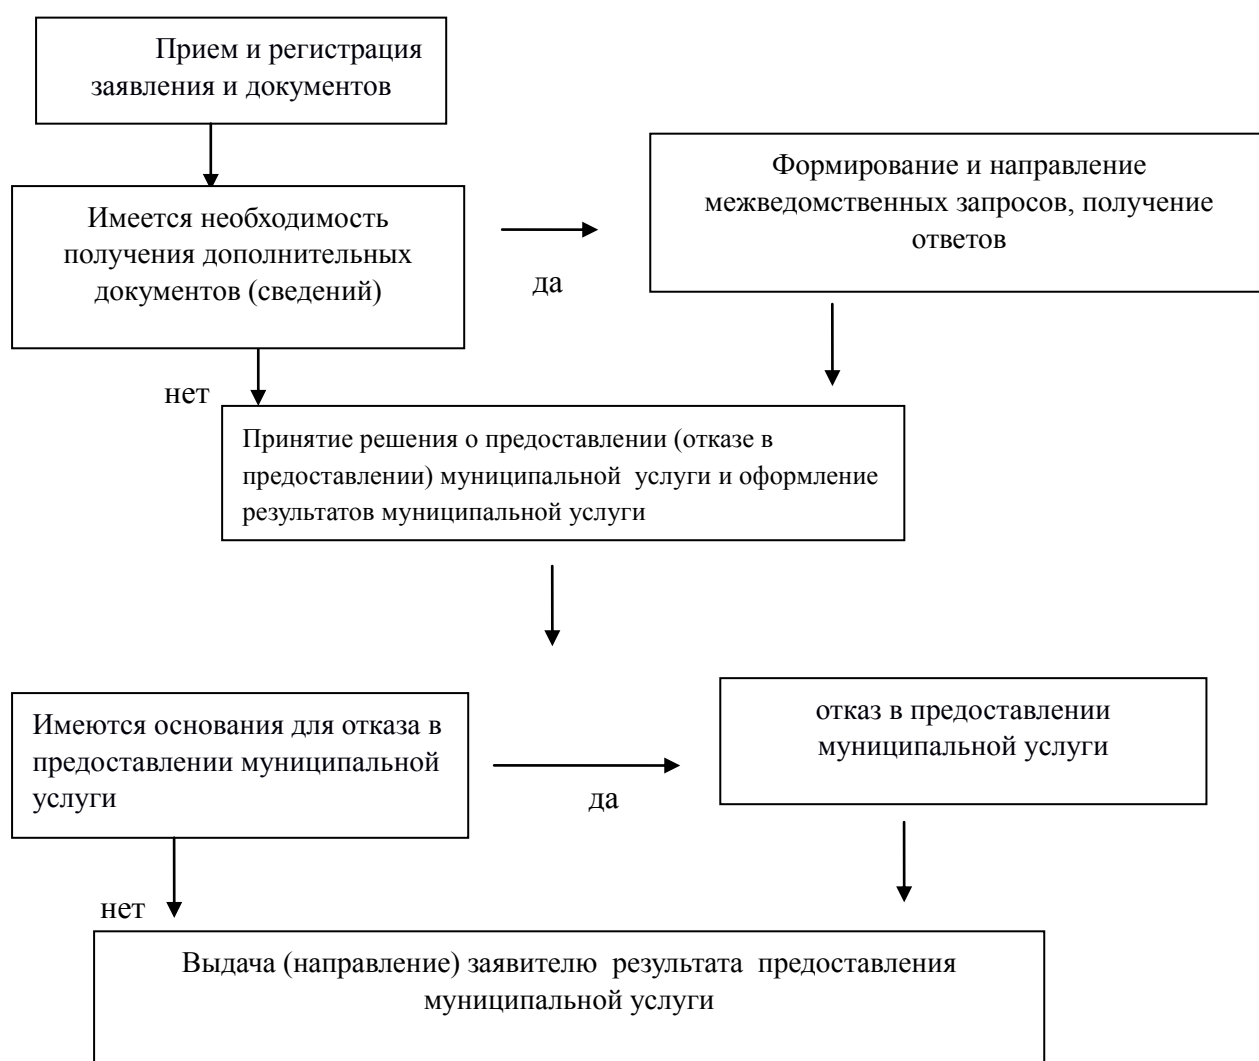 Прием и регистрация
заявления и документов
Формирование и направление
межведомственных запросов, получение
ответов
Имеется необходимость
получения дополнительных
документов (сведений)
да
нет
Принятие решения о предоставлении (отказе в
предоставлении) муниципальной услуги и оформление
результатов муниципальной услуги
Имеются основания для отказа в
предоставлении муниципальной
услуги
да
отказ в предоставлении
муниципальной услуги
нет
Выдача (направление) заявителю результата предоставления
муниципальной услуги